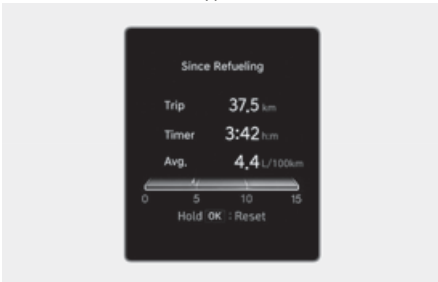 Since Refueling
Trip 37.5 km
Timer 3:42 h:m
Avg. 4.4 L/100km
0 5 10 15
Hold OK : Reset